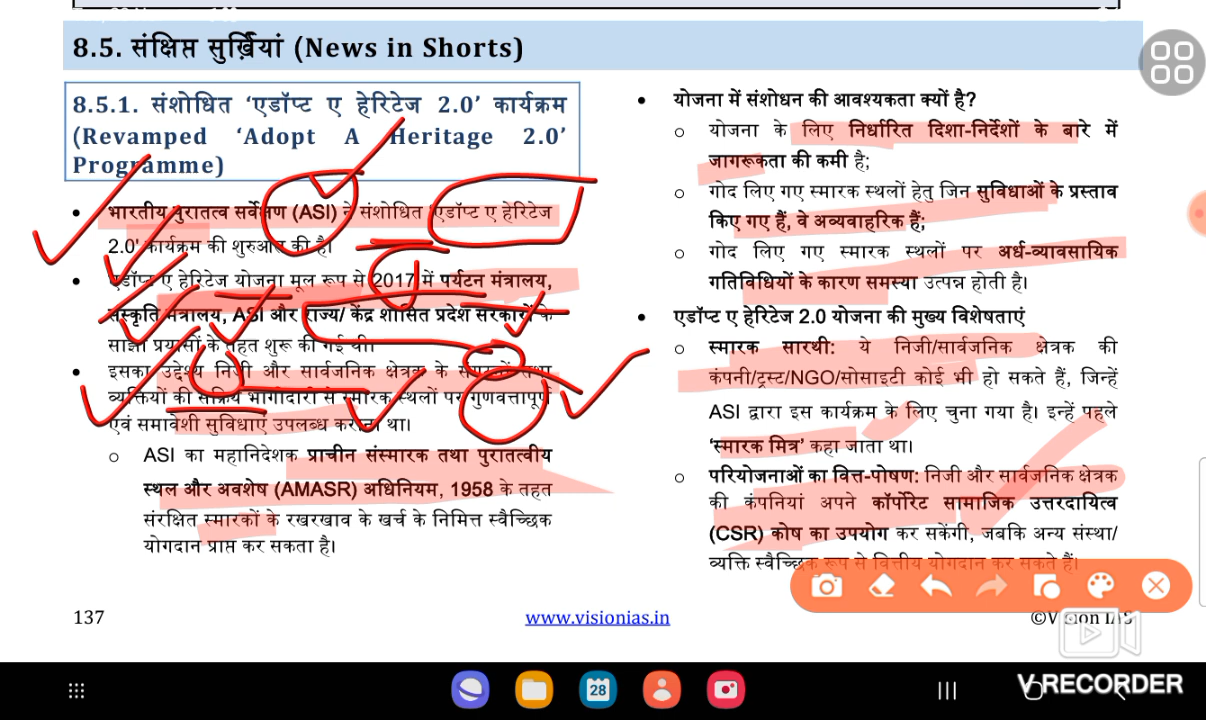 8.5. संक्षिप्त सुर्ख़ियां (News in Shorts)
8.5.1. संशोधित ‘एडॉप्ट ए हेरिटेज 2.0’ कार्यक्रम
(Revamped ‘Adopt A Heritage 2.0’
Programme)
• भारतीय पुरातत्व सर्वेक्षण (ASI) ने संशोधित 'एडॉप्ट ए हेरिटेज
2.0' कार्यक्रम की शुरुआत की है।
• एडॉप्ट ए हेरिटेज योजना मूल रूप से 2017 में पर्यटन मंत्रालय,
संस्कृति मंत्रालय, ASI और राज्य/ केंद्र शासित प्रदेश सरकारों के
साझा प्रयासों के तहत शुरू की गई थी।
• इसका उद्देश्य निजी और सार्वजनिक क्षेत्रक के तथा
व्यक्तियों की सक्रिय भागीदारी से स्मारक स्थलों पर गुणवत्तापूर्ण
एवं समावेशी सुविधाएं उपलब्ध कराना था।
o ASI का महानिदेशक प्राचीन संस्मारक तथा पुरातत्वीय
स्थल और अवशेष (AMASR) अधिनियम, 1958 के तहत
संरक्षित स्मारकों के रखरखाव के खर्च के निमित्त स्वैच्छिक
योगदान प्राप्त कर सकता है।
• योजना में संशोधन की आवश्यकता क्यों है?
o योजना के लिए निर्धारित दिशा-निर्देशों के बारे में
जागरूकता की कमी है;
o गोद लिए गए स्मारक स्थलों हेतु जिन सुविधाओं के प्रस्ताव
किए गए हैं, वे अव्यवाहरिक हैं;
o गोद लिए गए स्मारक स्थलों पर अर्ध-व्यावसायिक
गतिविधियों के कारण समस्या उत्पन्न होती है।
• एडॉप्ट ए हेरिटेज 2.0 योजना की मुख्य विशेषताएं
o स्मारक सारथी: ये निजी/सार्वजनिक क्षेत्रक की
कंपनी/ट्रस्ट/NGO/सोसाइटी कोई भी हो सकते हैं, जिन्हें
ASI द्वारा इस कार्यक्रम के लिए चुना गया है। इन्हें पहले
‘स्मारक मित्र’ कहा जाता था।
o परियोजनाओं का वित्त-पोषण: निजी और सार्वजनिक क्षेत्रक
की कंपनियां अपने कॉर्पोरेट सामाजिक उत्तरदायित्व
(CSR) कोष का उपयोग कर सकेंगी, जबकि अन्य संस्था/
व्यक्ति स्वैच्छिक रूप से वित्तीय योगदान कर सकते हैं।
137
www.visionias.in
©Vision IAS
28
V RECORDER